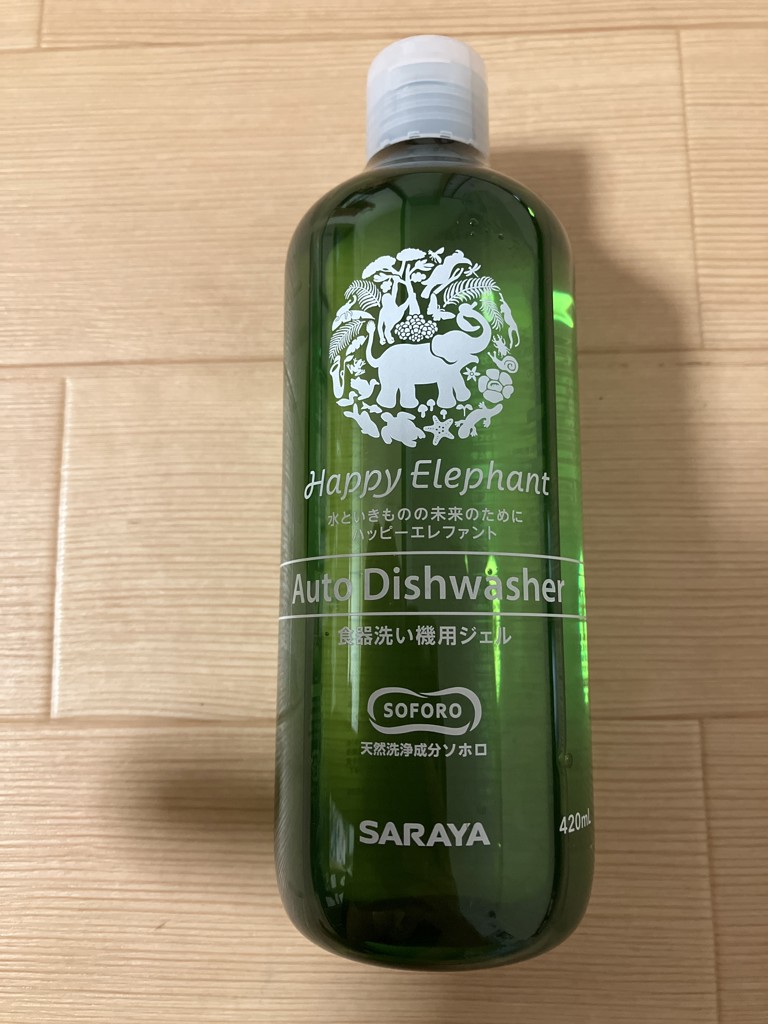 Happy Elephant
水といきものの未来のために
ハッピーエレファント
Auto Dishwasher
食器洗い機用ジェル
SOFORO
天然洗浄成分ソホロ
SARAYA
420mL